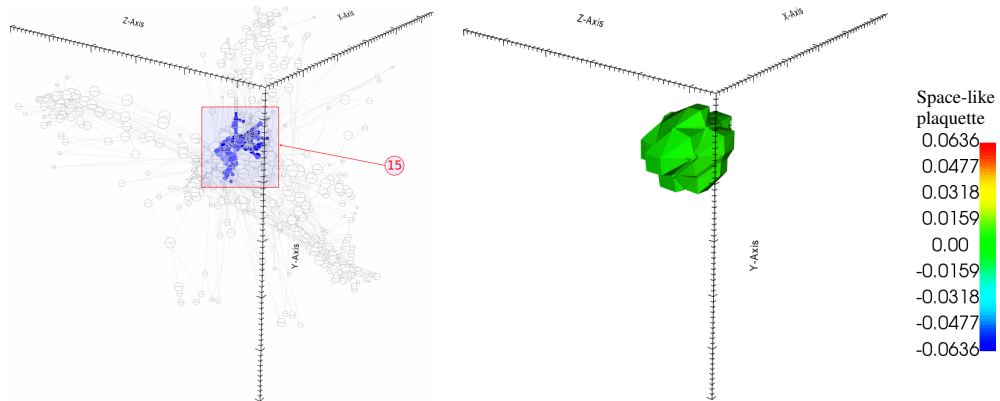 Z-Axis
X-Axis
15
Y-Axis
Z-Axis
X-Axis
Y-Axis
Space-like
plaquette
0.0636
0.0477
0.0318
0.0159
0.00
-0.0159
-0.0318
-0.0477
-0.0636